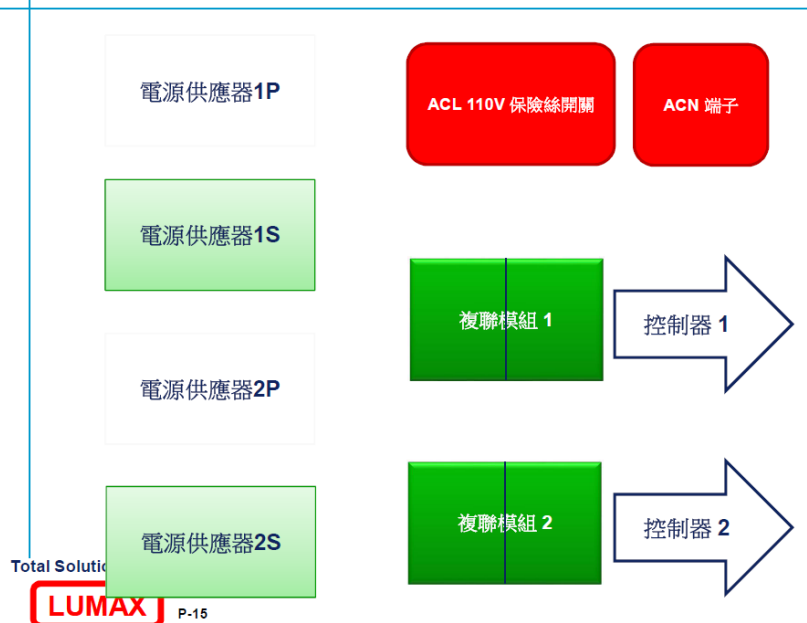 電源供應器1P
ACL 110V 保險絲開關
ACN 端子
電源供應器1S
複聯模組 1
控制器 1
電源供應器2P
複聯模組 2
控制器 2
電源供應器2S
Total Solutio
LUMAX
P-15